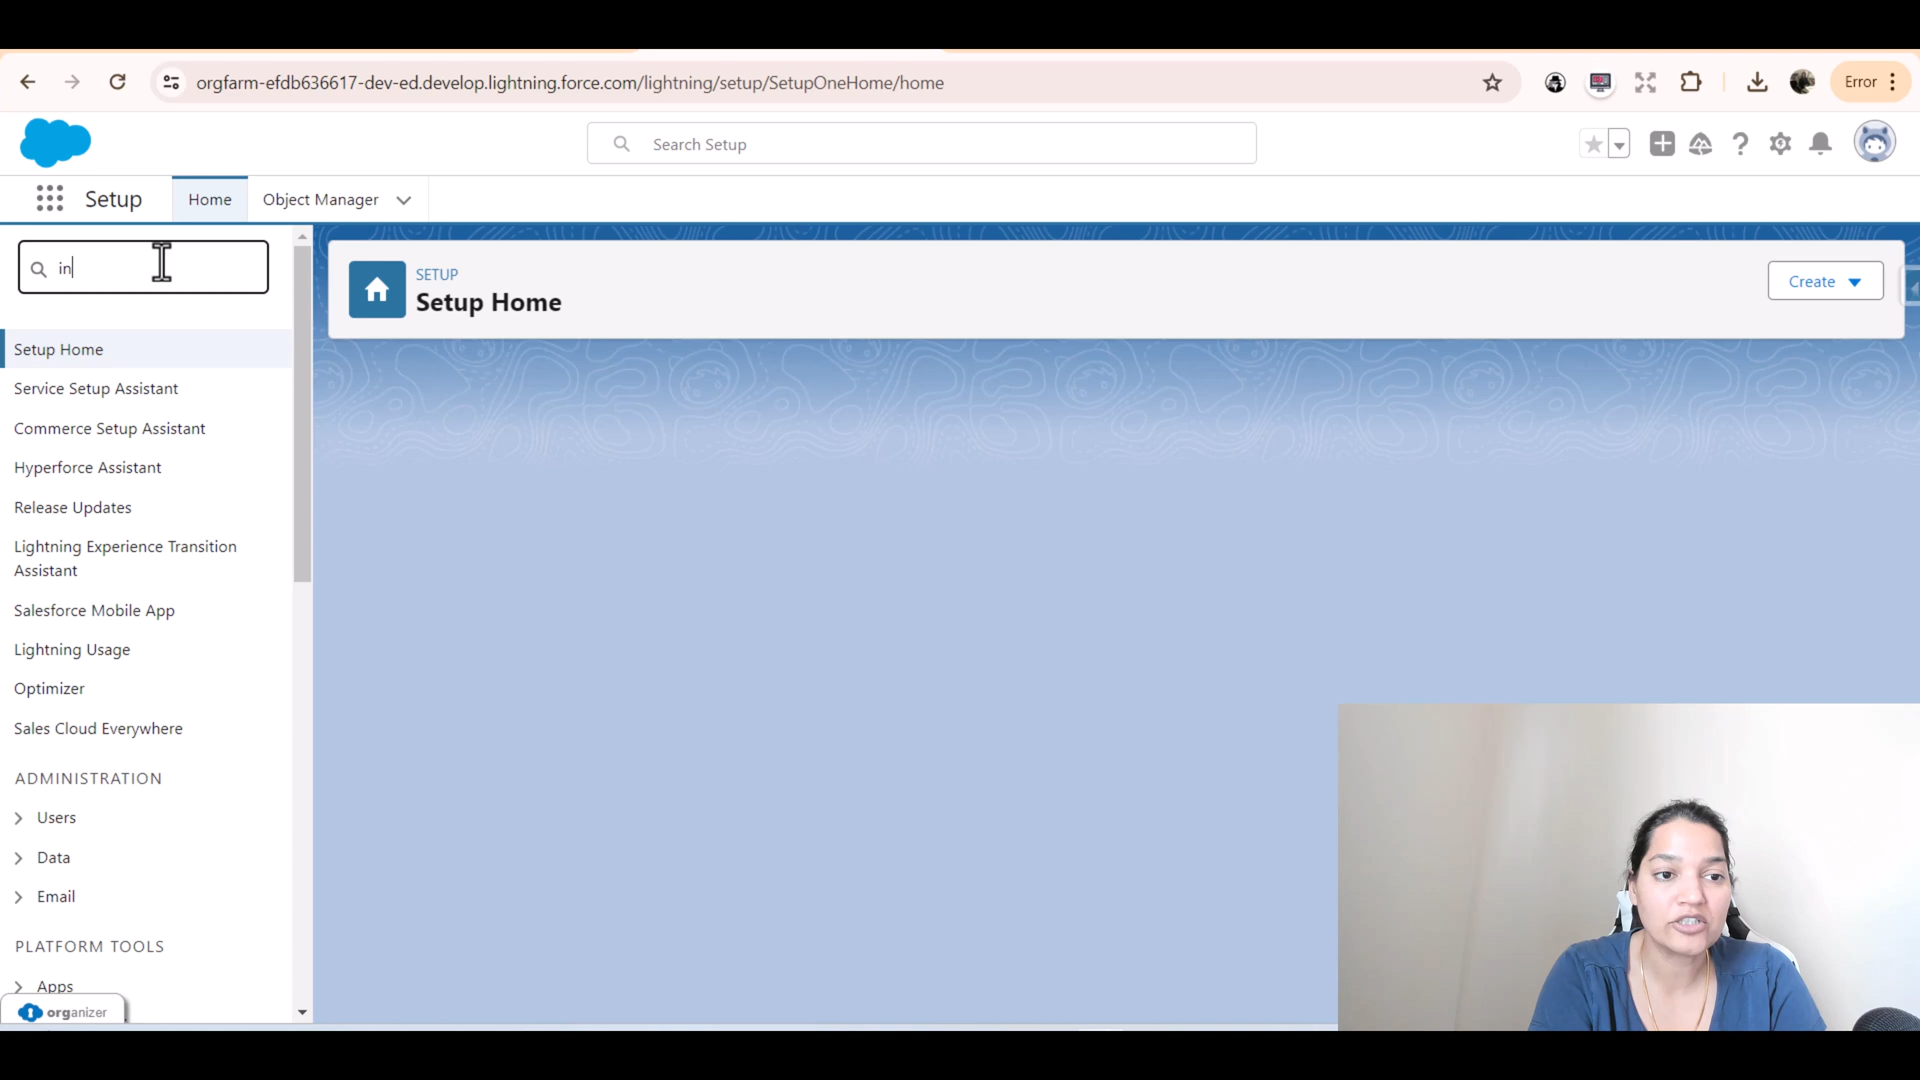 orgfarm-efdb636617-dev-ed.develop.lightning.force.com/lightning/setup/SetupOneHome/home
Error
Search Setup
Setup
Home
Object Manager
in
SETUP
Setup Home
Create
Setup Home
Service Setup Assistant
Commerce Setup Assistant
Hyperforce Assistant
Release Updates
Lightning Experience Transition
Assistant
Salesforce Mobile App
Lightning Usage
Optimizer
Sales Cloud Everywhere
ADMINISTRATION
Users
Data
Email
PLATFORM TOOLS
Apps
organizer